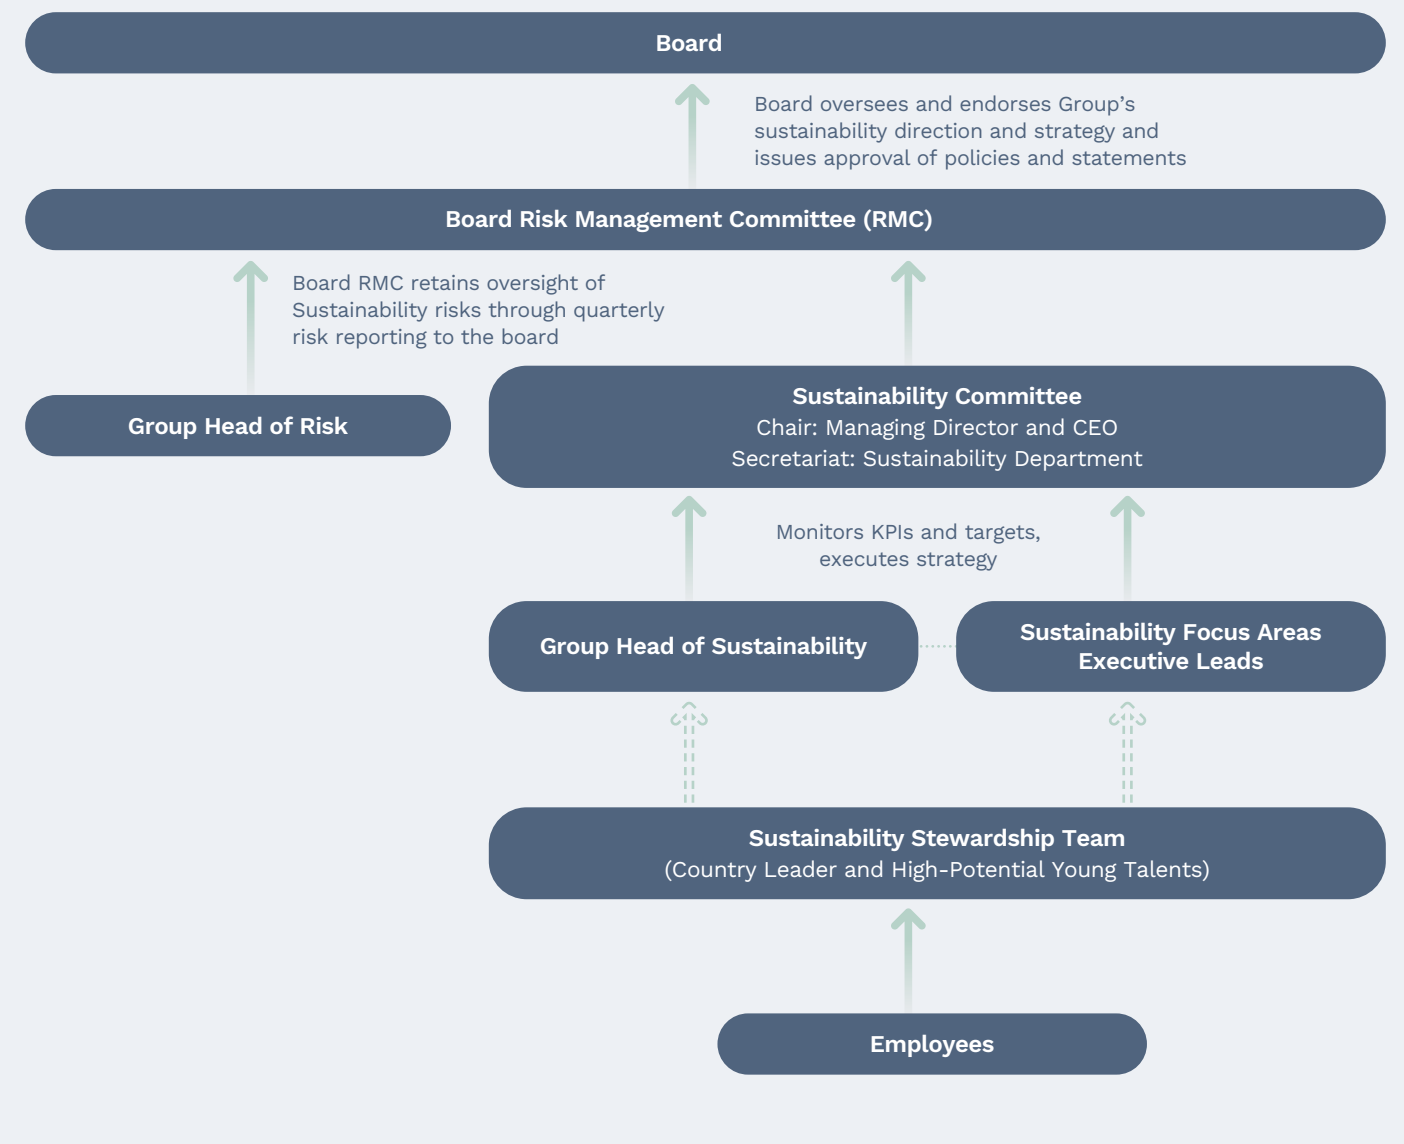 Board
Board oversees and endorses Group’s
sustainability direction and strategy and
issues approval of policies and statements
Board Risk Management Committee (RMC)
Board RMC retains oversight of
Sustainability risks through quarterly
risk reporting to the board
Group Head of Risk
Sustainability Committee
Chair: Managing Director and CEO
Secretariat: Sustainability Department
Monitors KPIs and targets,
executes strategy
Group Head of Sustainability
Sustainability Focus Areas
Executive Leads
Sustainability Stewardship Team
(Country Leader and High-Potential Young Talents)
Employees